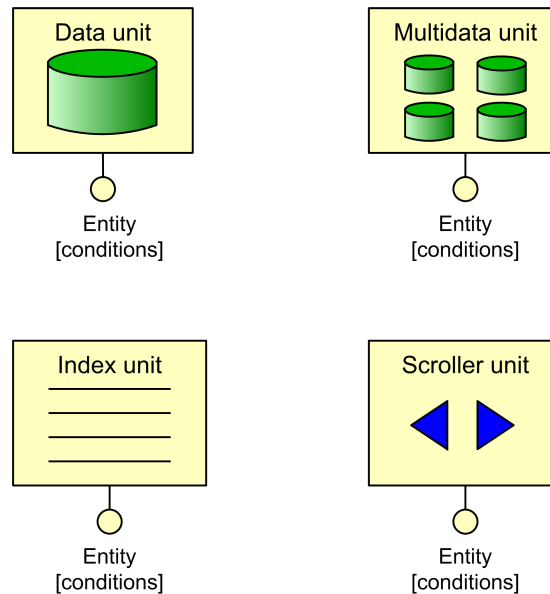 Data unit
Entity
[conditions]
Multidata unit
Entity
[conditions]
Index unit
Entity
[conditions]
Scroller unit
Entity
[conditions]